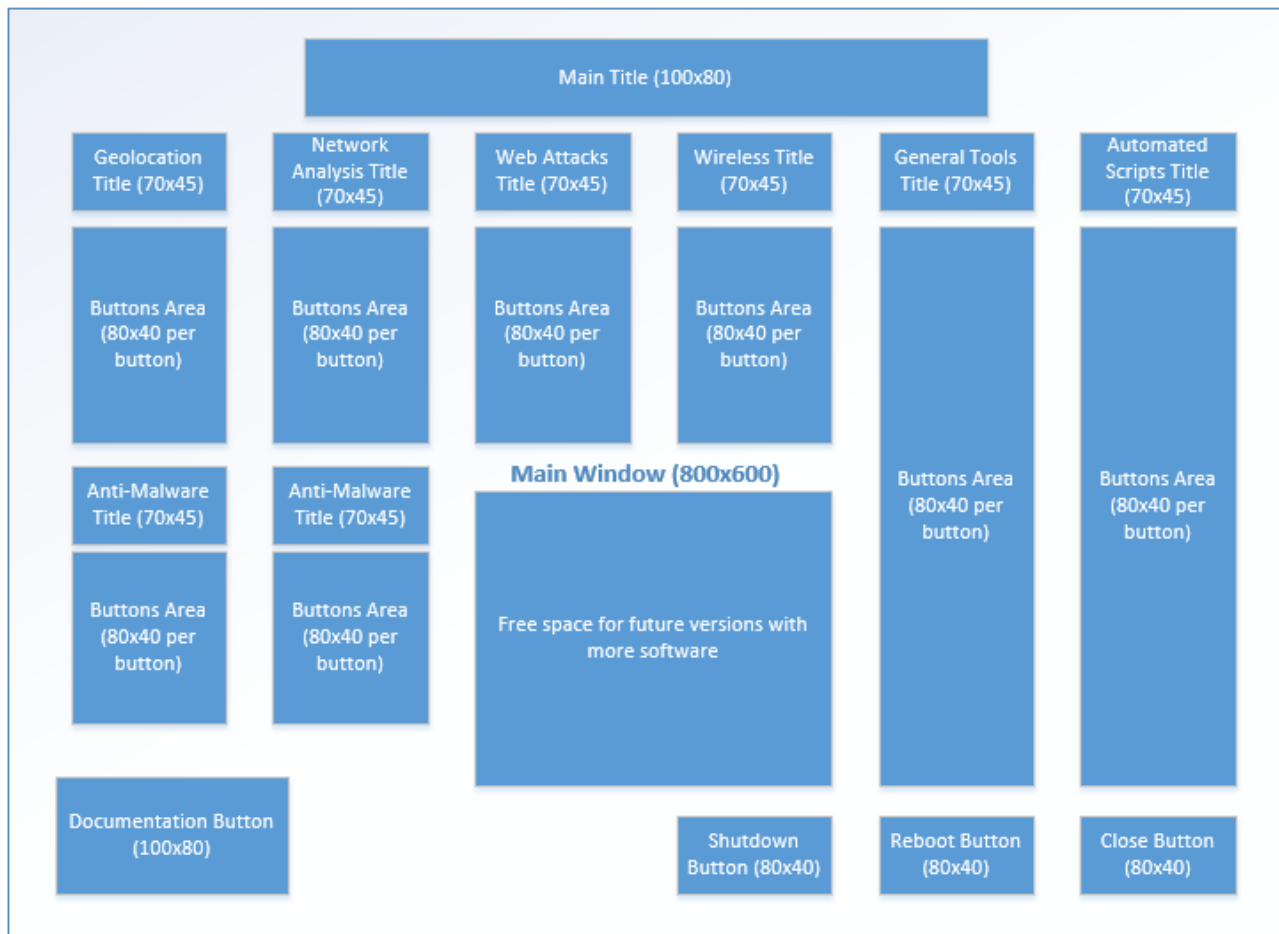 Main Title (100x80)
Geolocation
Title (70x45)
Network
Analysis Title
(70x45)
Web Attacks
Title (70x45)
Wireless Title
(70x45)
General Tools
Title (70x45)
Automated
Scripts Title
(70x45)
Buttons Area
(80x40 per
button)
Buttons Area
(80x40 per
button)
Buttons Area
(80x40 per
button)
Buttons Area
(80x40 per
button)
Buttons Area
(80x40 per
button)
Buttons Area
(80x40 per
button)
Main Window (800x600)
Anti-Malware
Title (70x45)
Anti-Malware
Title (70x45)
Buttons Area
(80x40 per
button)
Buttons Area
(80x40 per
button)
Free space for future versions with
more software
Documentation Button
(100x80)
Shutdown
Button (80x40)
Reboot Button
(80x40)
Close Button
(80x40)